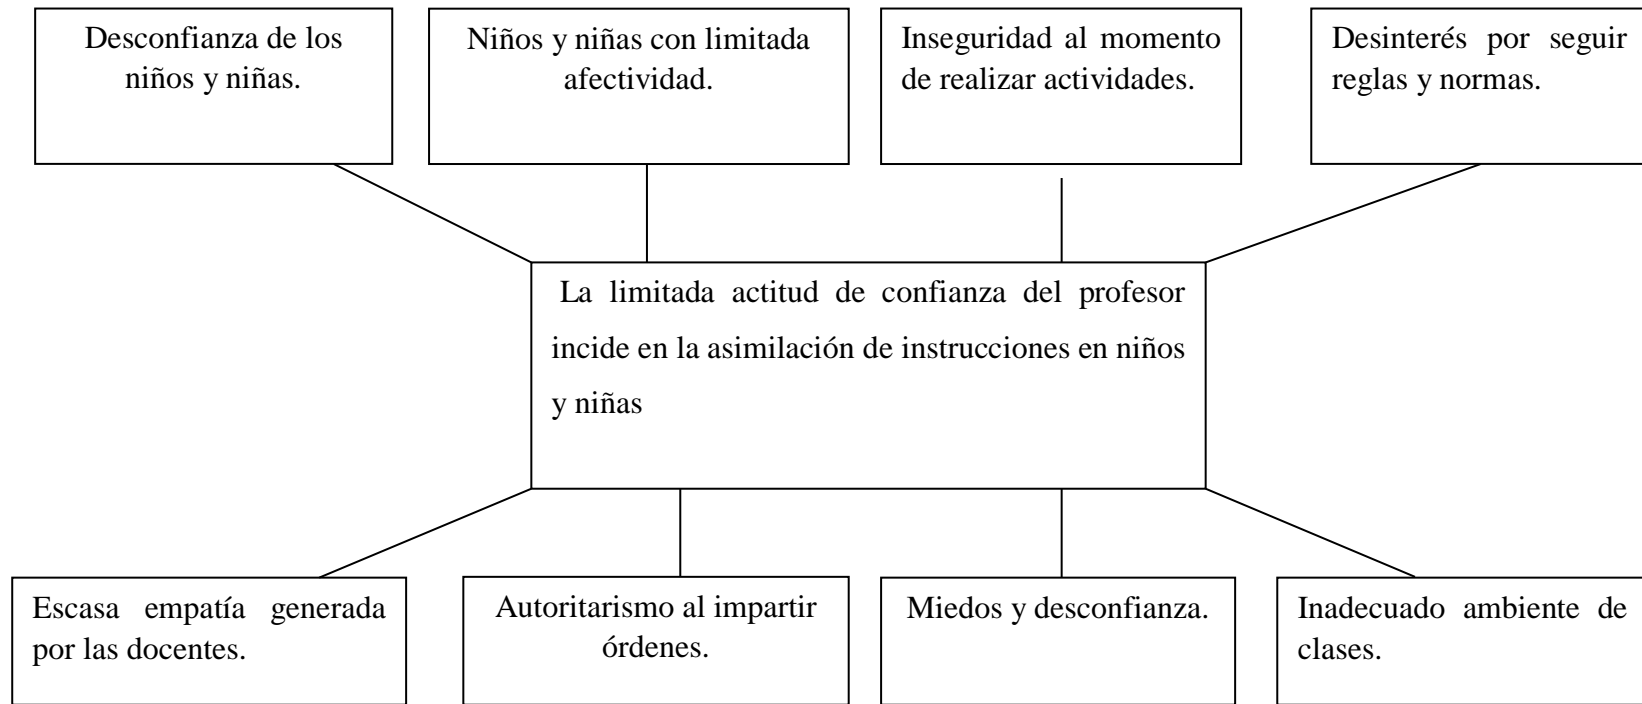 Desconfianza de los
niños y niñas.
Niños y niñas con limitada
afectividad.
Inseguridad al momento
de realizar actividades.
Desinterés por seguir
reglas y normas.
La limitada actitud de confianza del profesor
incide en la asimilación de instrucciones en niños
y niñas
Escasa empatía generada
por las docentes.
Autoritarismo al impartir
órdenes.
Miedos y desconfianza.
Inadecuado ambiente de
clases.